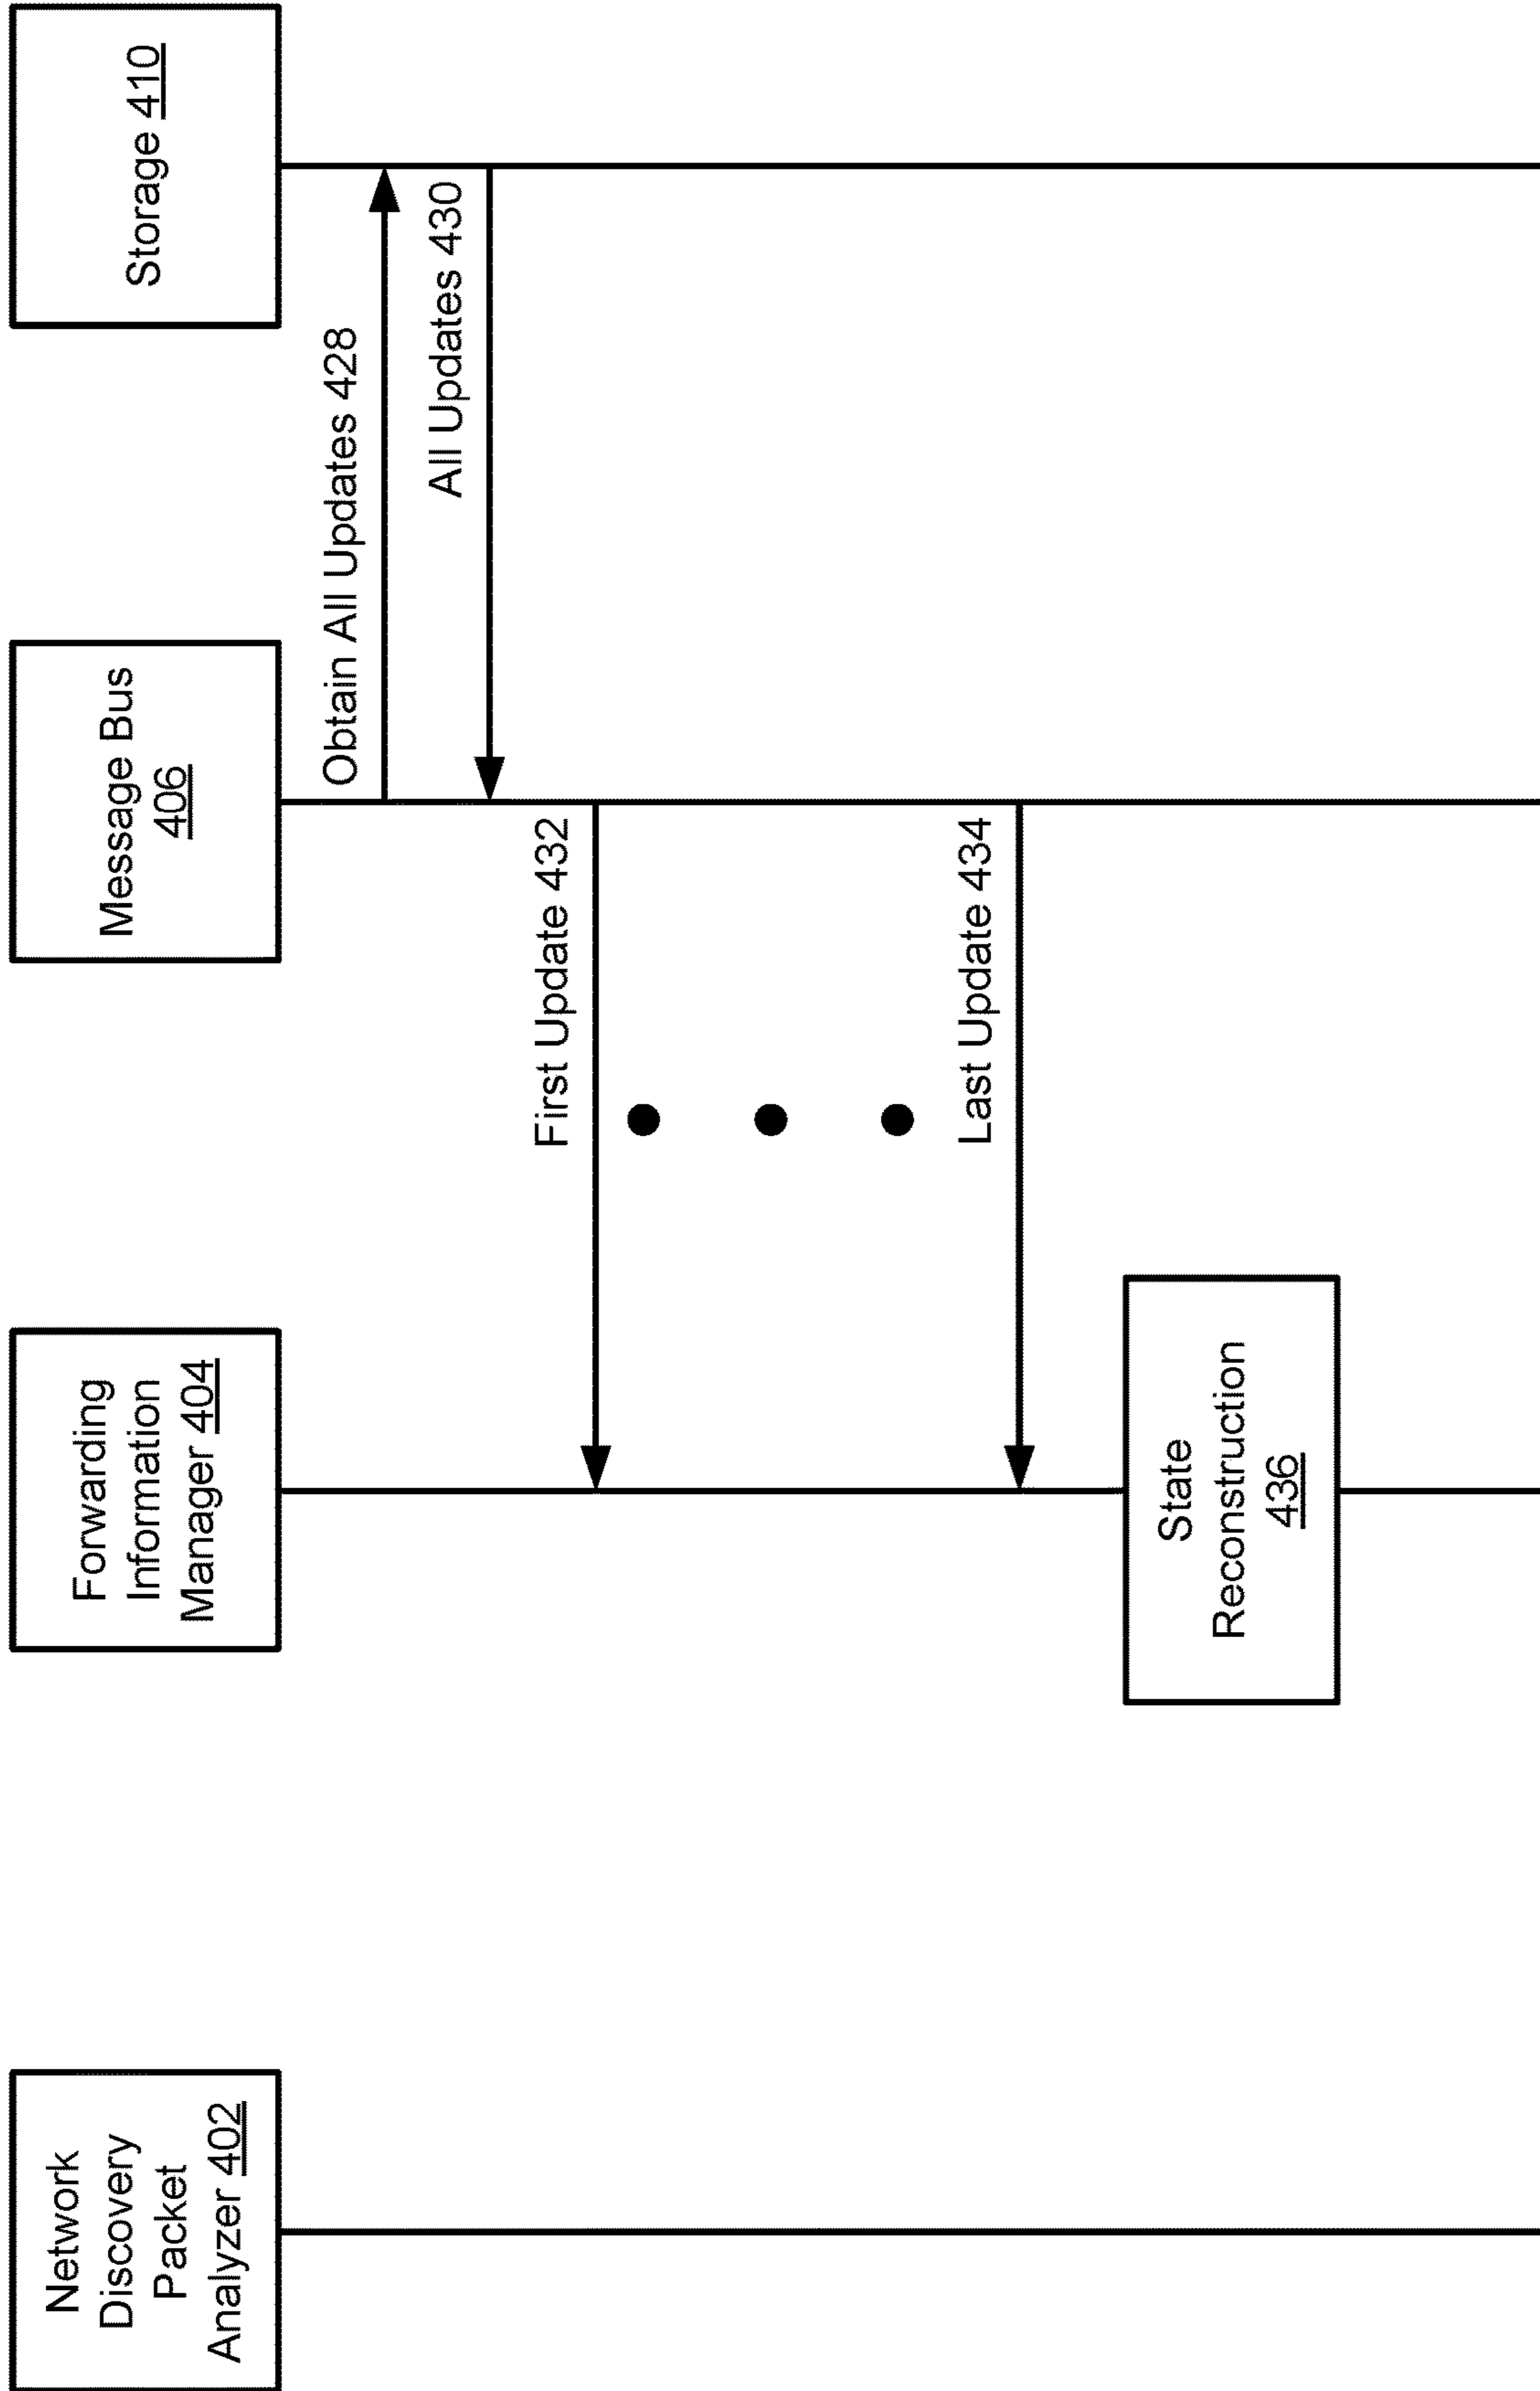 Network
Discovery
Packet
Analyzer 402
Forwarding
Information
Manager 404
Message Bus
406
Storage 410
Obtain All Updates 428
All Updates 430
First Update 432
Last Update 434
State
Reconstruction
436